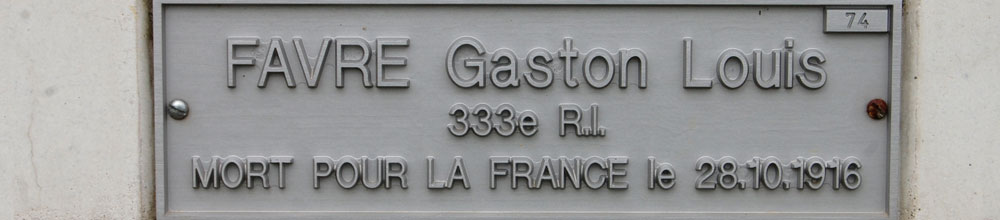 74
FAVRE Gaston Louis
333e R.I.
MORT POUR LA FRANCE le 28.10.1916